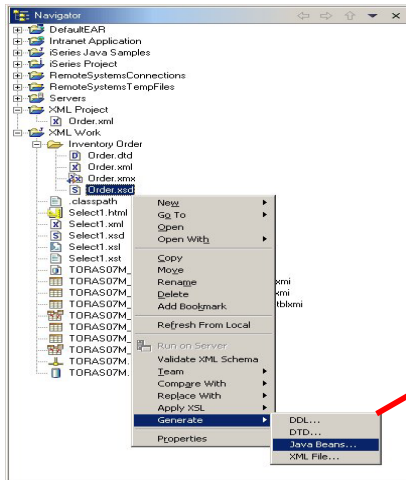 Navigator
DefaultEAR
Intranet Application
iSeries Java Samples
iSeries Project
RemoteSystemsConnections
RemoteSystemsTempFiles
Servers
XML Project
Order.xml
XML Work
Inventory Order
Order.dtd
Order.xml
Order.xmx
Order.xsd
.classpath
Select1.html
Select1.xml
Select1.xsd
Select1.xsl
Select1.xst
TORAS07M_
TORAS07M_ xmi
TORAS07M_ xmi
TORAS07M_ tblxmi
TORAS07M_
TORAS07M_
TORAS07M_
TORAS07M.
TORAS07M.
New
Go To
Open
Open With
Copy
Move
Rename
Delete
Add Bookmark
Refresh From Local
Run on Server
Validate XML Schema
Team
Compare With
Replace With
Apply XSL
Generate
Properties
DDL...
DTD...
Java Beans...
XML File...